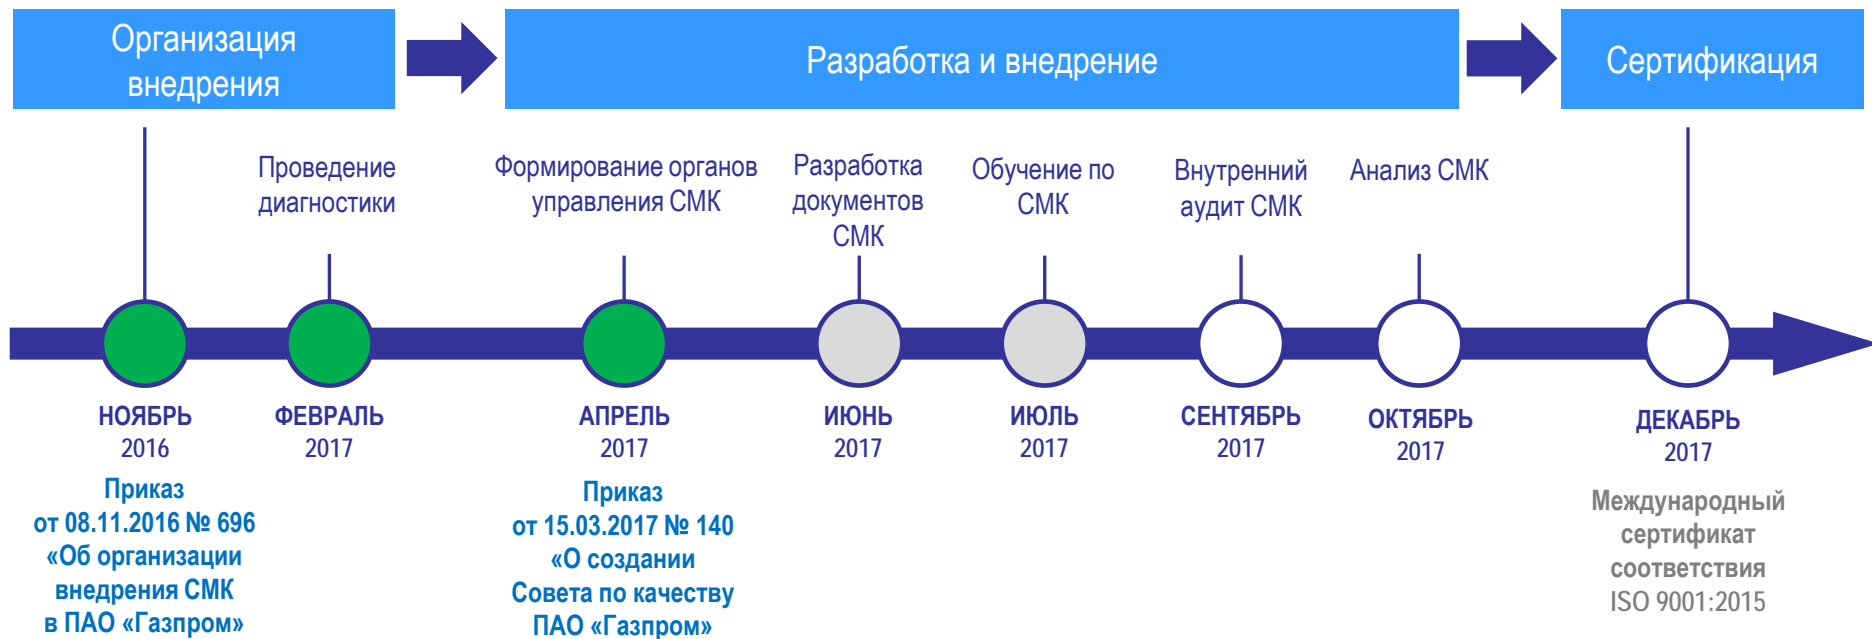 Организация
внедрения
Разработка и внедрение
Сертификация
Проведение
диагностики
Формирование органов
управления СМК
Разработка
документов
СМК
Обучение по
СМК
Внутренний
аудит СМК
Анализ СМК
НОЯБРЬ
2016
ФЕВРАЛЬ
2017
АПРЕЛЬ
2017
ИЮНЬ
2017
ИЮЛЬ
2017
СЕНТЯБРЬ
2017
ОКТЯБРЬ
2017
ДЕКАБРЬ
2017
Приказ
от 08.11.2016 № 696
«Об организации
внедрения СМК
в ПАО «Газпром»
Приказ
от 15.03.2017 № 140
«О создании
Совета по качеству
ПАО «Газпром»
Международный
сертификат
соответствия
ISO 9001:2015